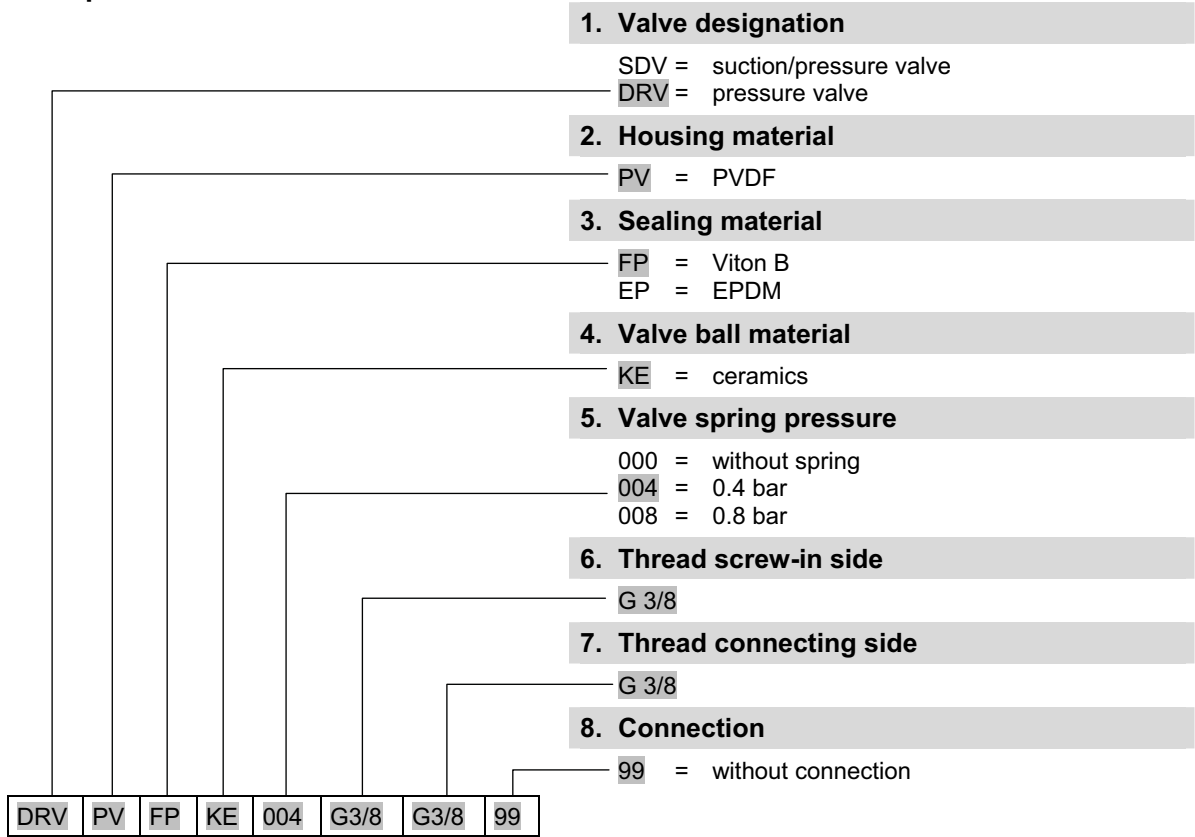 1. Valve designation
SDV = suction/pressure valve
DRV = pressure valve
2. Housing material
PV = PVDF
3. Sealing material
FP = Viton B
EP = EPDM
4. Valve ball material
KE = ceramics
5. Valve spring pressure
000 = without spring
004 = 0.4 bar
008 = 0.8 bar
6. Thread screw-in side
G 3/8
7. Thread connecting side
G 3/8
8. Connection
99 = without connection
DRV PV FP KE 004 G3/8 G3/8 99